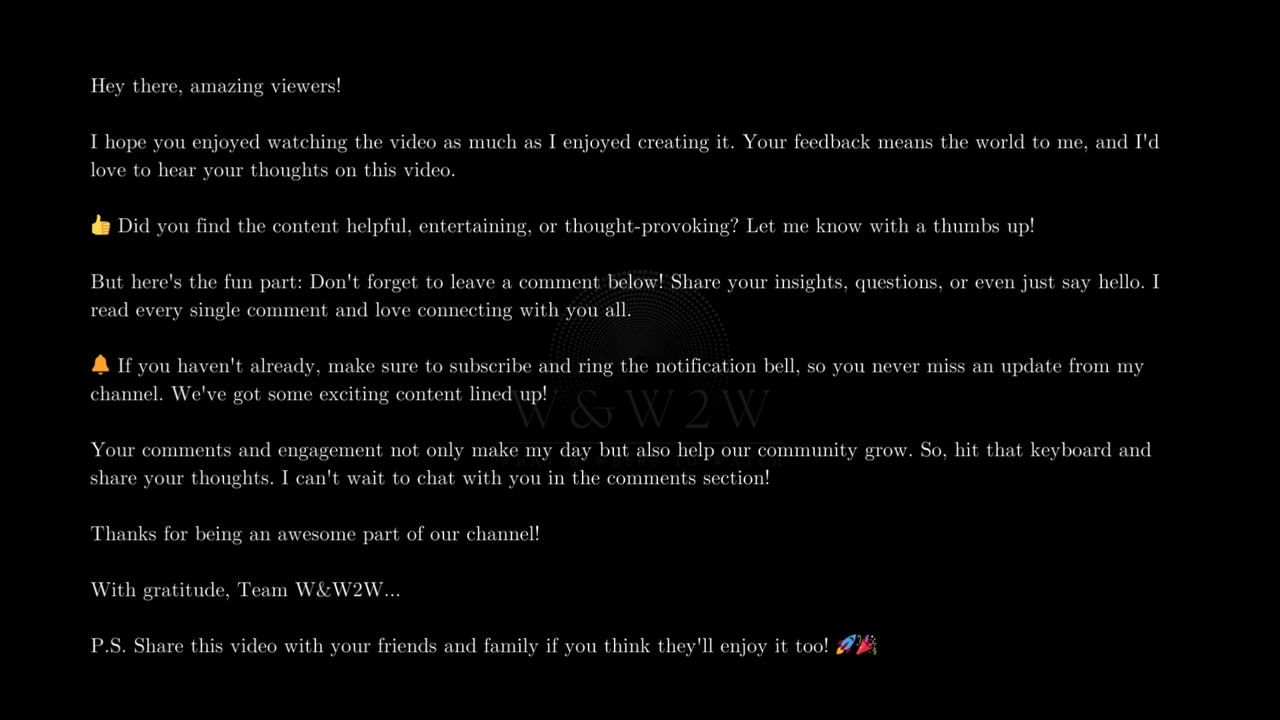 Hey there, amazing viewers!
I hope you enjoyed watching the video as much as I enjoyed creating it. Your feedback means the world to me, and I'd
love to hear your thoughts on this video.
👍 Did you find the content helpful, entertaining, or thought-provoking? Let me know with a thumbs up!
But here's the fun part: Don't forget to leave a comment below! Share your insights, questions, or even just say hello. I
read every single comment and love connecting with you all.
🔔 If you haven't already, make sure to subscribe and ring the notification bell, so you never miss an update from my
channel. We've got some exciting content lined up!
W&W2W
Your comments and engagement not only make my day but also help our community grow. So, hit that keyboard and
share your thoughts. I can't wait to chat with you in the comments section!
Thanks for being an awesome part of our channel!
With gratitude, Team W&W2W...
P.S. Share this video with your friends and family if you think they'll enjoy it too! 🚀🎉